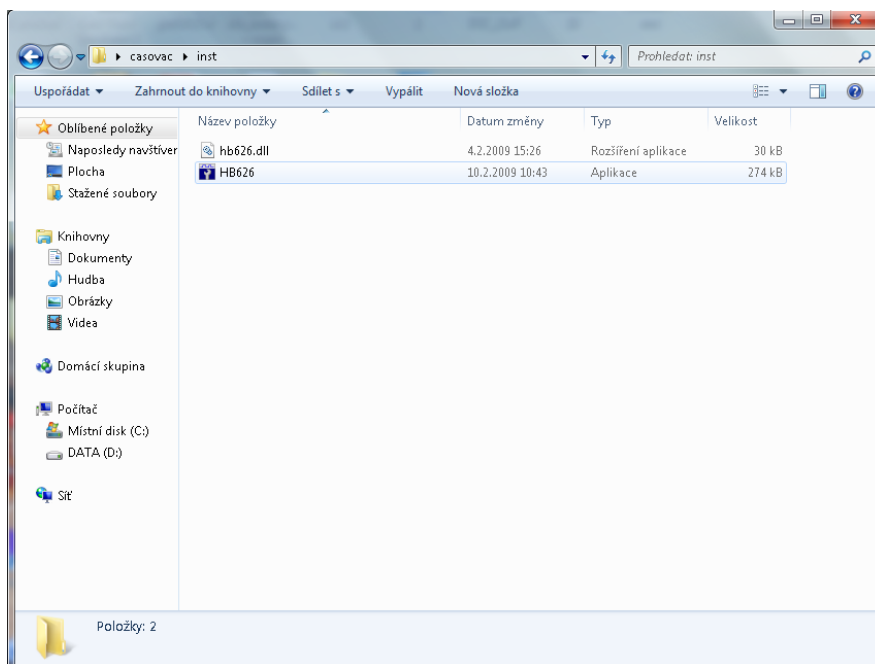 casovac inst Prohledat: inst
Uspořádat Zahrnout do knihovny Sdílet s Vypálit Nová složka
Název položky Datum změny Typ Velikost
hb626.dll 4.2.2009 15:26 Rozšíření aplikace 30 kB
HB626 10.2.2009 10:43 Aplikace 274 kB
Oblíbené položky
Naposledy navštíver
Plocha
Stažené soubory
Knihovny
Dokumenty
Hudba
Obrázky
Videa
Domácí skupina
Počítač
Místní disk (C:)
DATA (D:)
Síť
Položky: 2